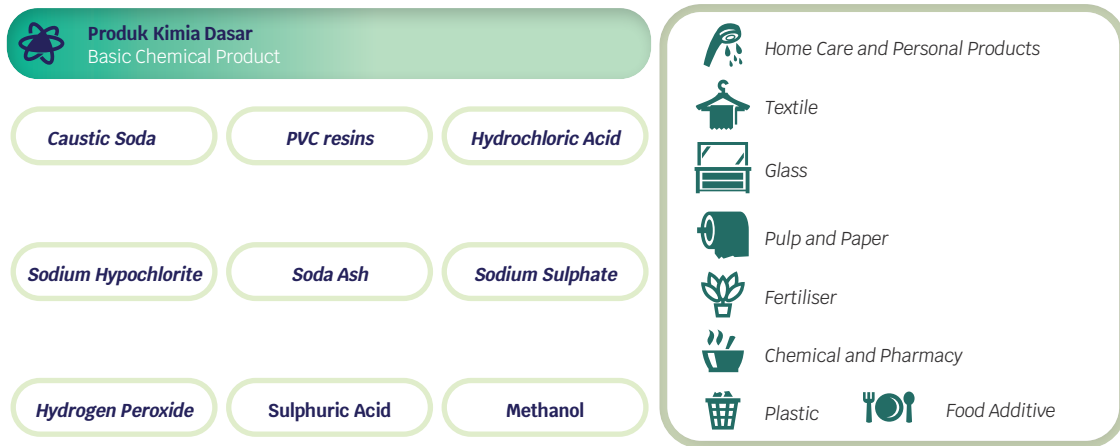 Produk Kimia Dasar
Basic Chemical Product
Caustic Soda
PVC resins
Hydrochloric Acid
Sodium Hypochlorite
Soda Ash
Sodium Sulphate
Hydrogen Peroxide
Sulphuric Acid
Methanol
Home Care and Personal Products
Textile
Glass
Pulp and Paper
Fertiliser
Chemical and Pharmacy
Plastic
Food Additive